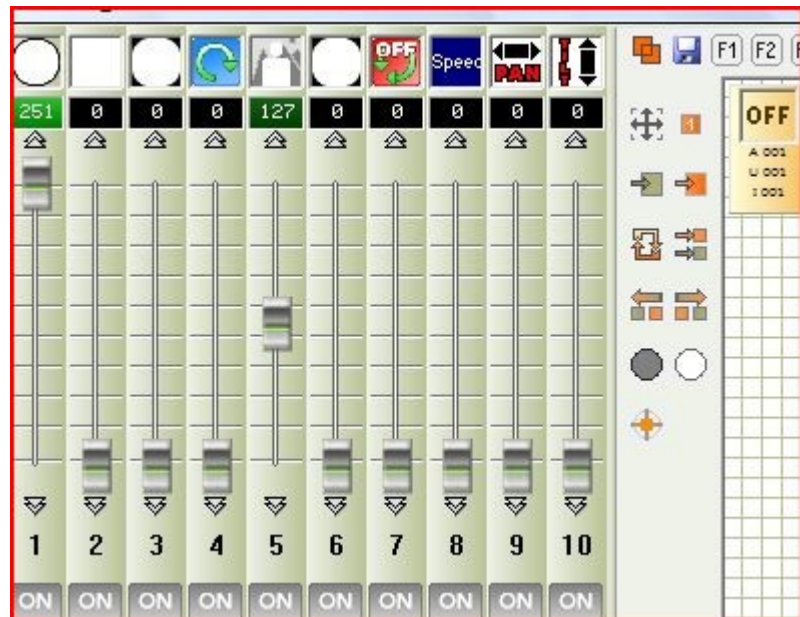 OFF Speed PAN F1 F2
251 0 0 0 127 0 0 0 0 0
OFF
A 001
U 001
I 001
1 2 3 4 5 6 7 8 9 10
ON ON ON ON ON ON ON ON ON ON